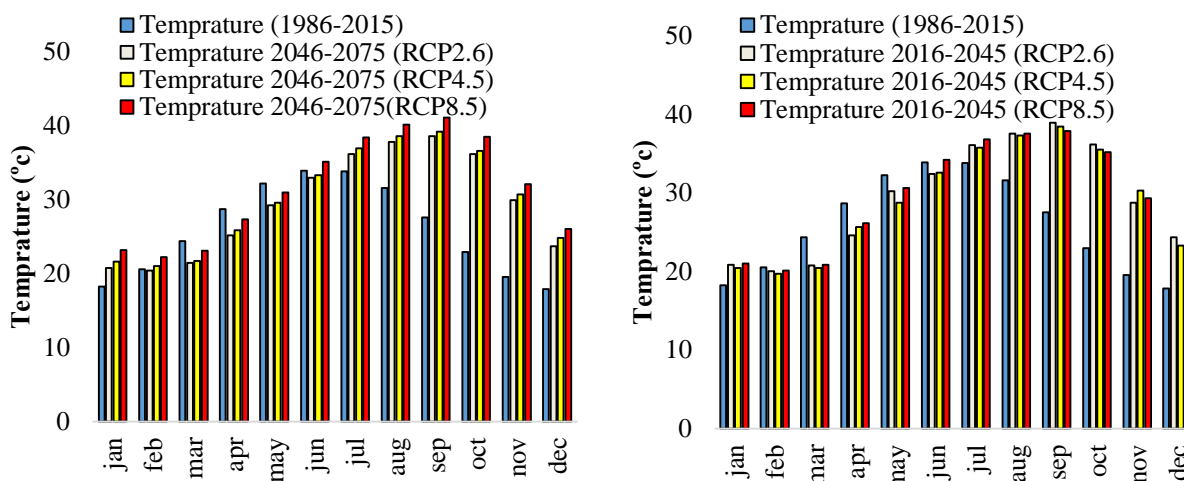 Temprature (1986-2015)
Temprature 2046-2075 (RCP2.6)
Temprature 2046-2075 (RCP4.5)
Temprature 2046-2075(RCP8.5)
50
40
30
20
10
0
Temprature (ºc)
jan
feb
mar
apr
may
jun
jul
aug
sep
oct
nov
dec
Temprature (1986-2015)
Temprature 2016-2045 (RCP2.6)
Temprature 2016-2045 (RCP4.5)
Temprature 2016-2045 (RCP8.5)
50
40
30
20
10
0
Temprature (ºc)
jan
feb
mar
apr
may
jun
jul
aug
sep
oct
nov
dec